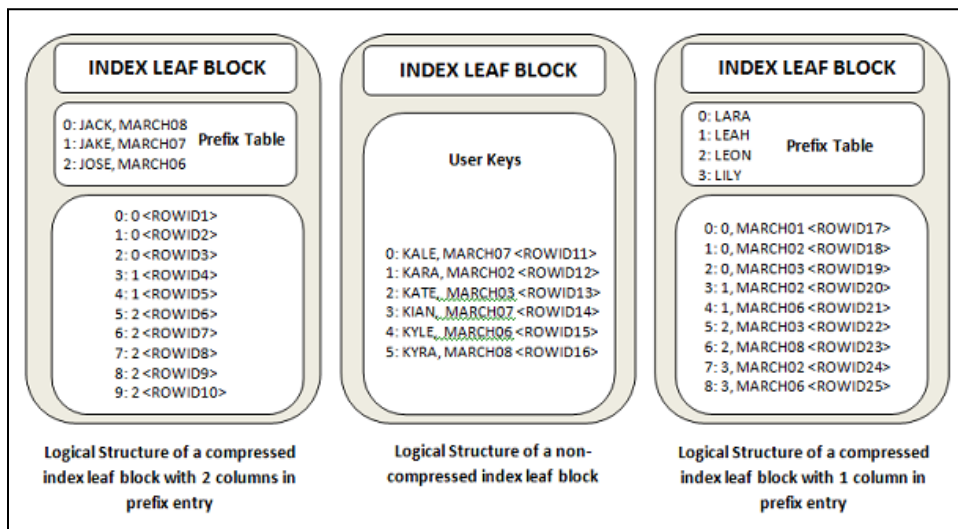 INDEX LEAF BLOCK
0: JACK, MARCH08
1: JAKE, MARCH07
2: JOSE, MARCH06
Prefix Table
0: 0 <ROWID1>
1: 0 <ROWID2>
2: 0 <ROWID3>
3: 1 <ROWID4>
4: 1 <ROWID5>
5: 2 <ROWID6>
6: 2 <ROWID7>
7: 2 <ROWID8>
8: 2 <ROWID9>
9: 2 <ROWID10>
Logical Structure of a compressed
index leaf block with 2 columns in
prefix entry
INDEX LEAF BLOCK
User Keys
0: KALE, MARCH07 <ROWID11>
1: KARA, MARCH02 <ROWID12>
2: KATE, MARCH03 <ROWID13>
3: KIAN, MARCH07 <ROWID14>
4: KYLE, MARCH06 <ROWID15>
5: KYRA, MARCH08 <ROWID16>
Logical Structure of a non-
compressed index leaf block
INDEX LEAF BLOCK
0: LARA
1: LEAH
2: LEON
3: LILY
Prefix Table
0: 0, MARCH01 <ROWID17>
1: 0, MARCH02 <ROWID18>
2: 0, MARCH03 <ROWID19>
3: 1, MARCH02 <ROWID20>
4: 1, MARCH06 <ROWID21>
5: 2, MARCH03 <ROWID22>
6: 2, MARCH08 <ROWID23>
7: 3, MARCH02 <ROWID24>
8: 3, MARCH06 <ROWID25>
Logical Structure of a compressed
index leaf block with 1 column in
prefix entry